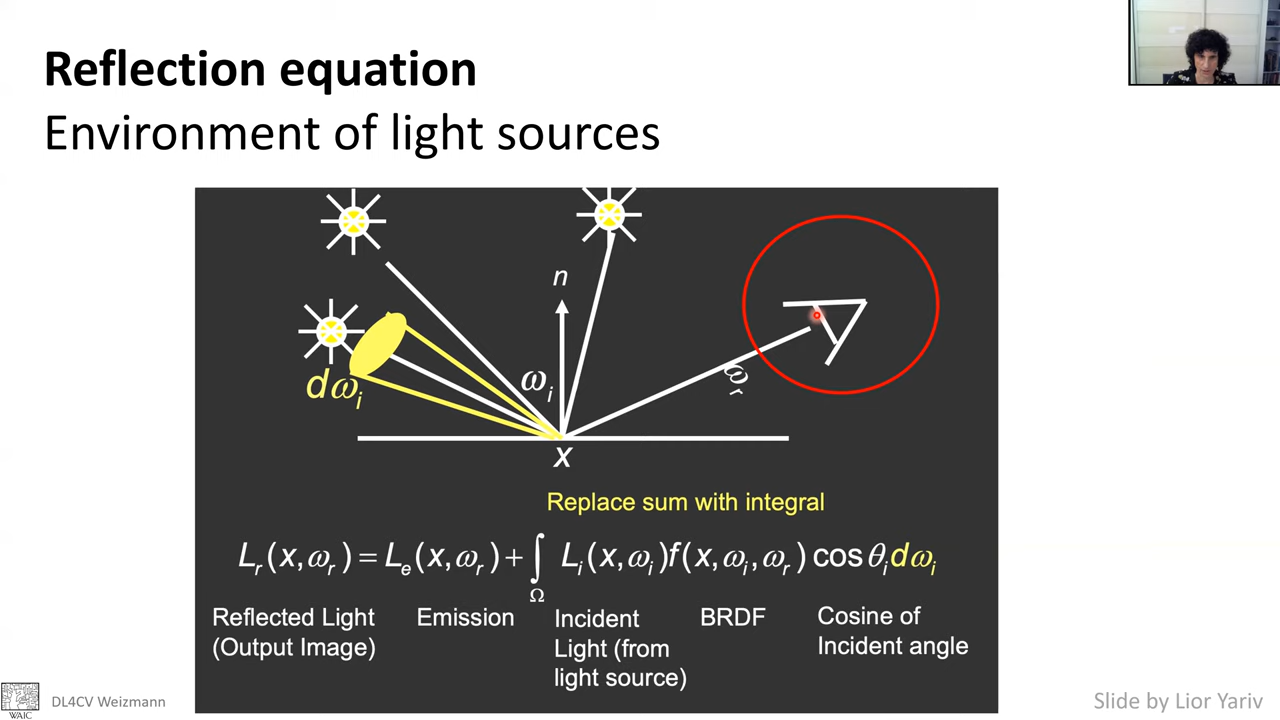 Reflection equation
Environment of light sources
n
ωᵢ
dωᵢ
ωᵣ
x
Replace sum with integral
Lᵣ(x,ωᵣ) = Lₑ(x,ωᵣ) + ∫Ω Lᵢ(x,ωᵢ)f(x,ωᵢ,ωᵣ) cos θᵢ dωᵢ
Reflected Light
(Output Image)
Emission
Incident
Light (from
light source)
BRDF
Cosine of
Incident angle
WAIC
DL4CV Weizmann
Slide by Lior Yariv